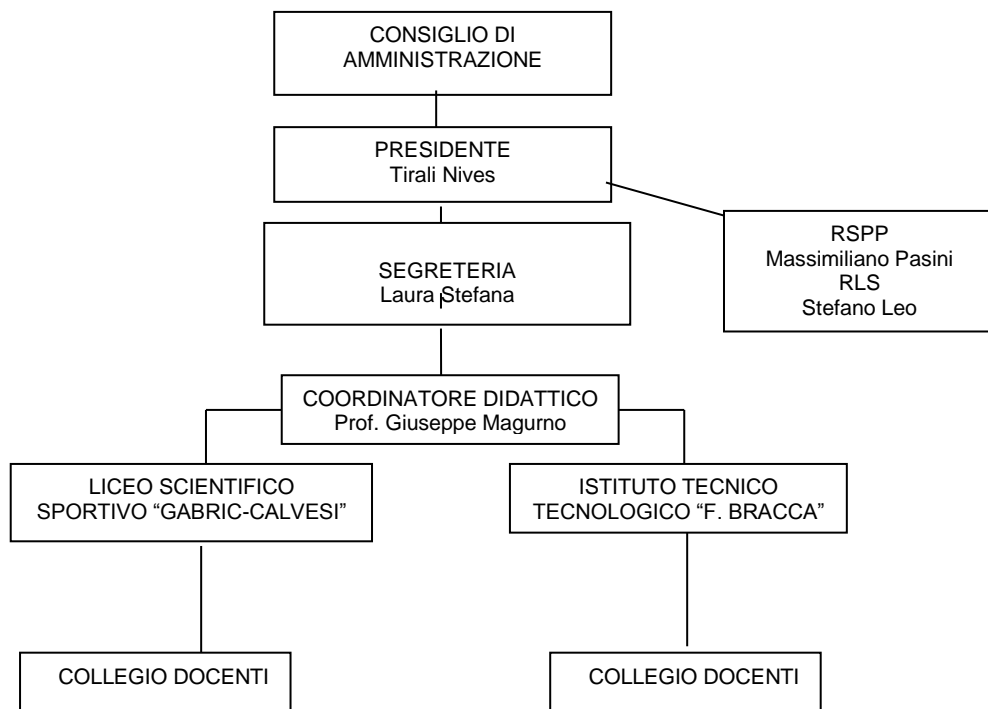 CONSIGLIO DI
AMMINISTRAZIONE
PRESIDENTE
Tirali Nives
RSPP
Massimiliano Pasini
RLS
Stefano Leo
SEGRETERIA
Laura Stefana
COORDINATORE DIDATTICO
Prof. Giuseppe Magurno
LICEO SCIENTIFICO
SPORTIVO “GABRIC-CALVESI”
ISTITUTO TECNICO
TECNOLOGICO “F. BRACCA”
COLLEGIO DOCENTI
COLLEGIO DOCENTI